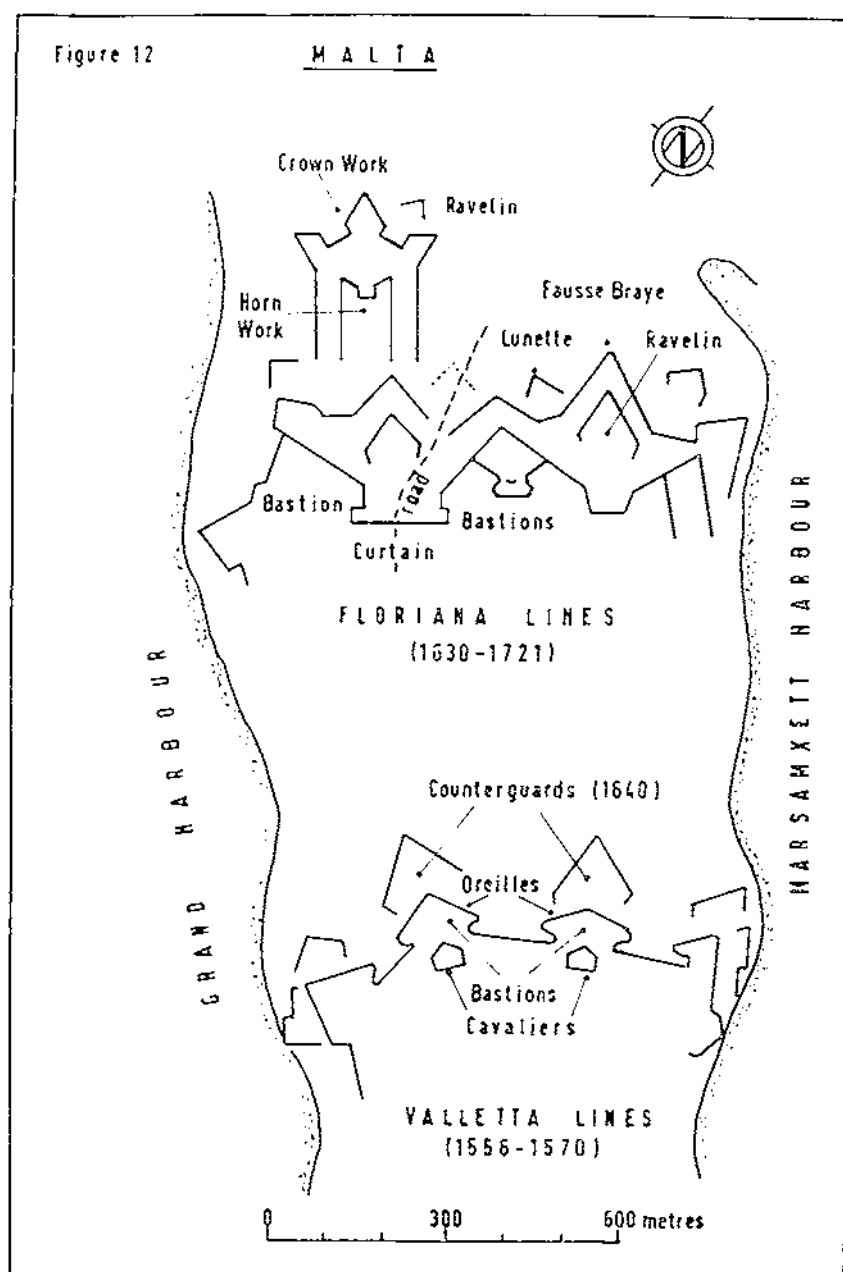 Figure 12
MALTA
Crown Work
Ravelin
Horn
Work
Fausse Braye
Lunette
Ravelin
Bastion
road
Bastions
Curtain
FLORIANA LINES
(1630-1721)
GRAND HARBOUR
MARSAMXETT HARBOUR
Counterguards (1640)
Oreilles
Bastions
Cavaliers
VALLETTA LINES
(1556-1570)
0 300 600 metres